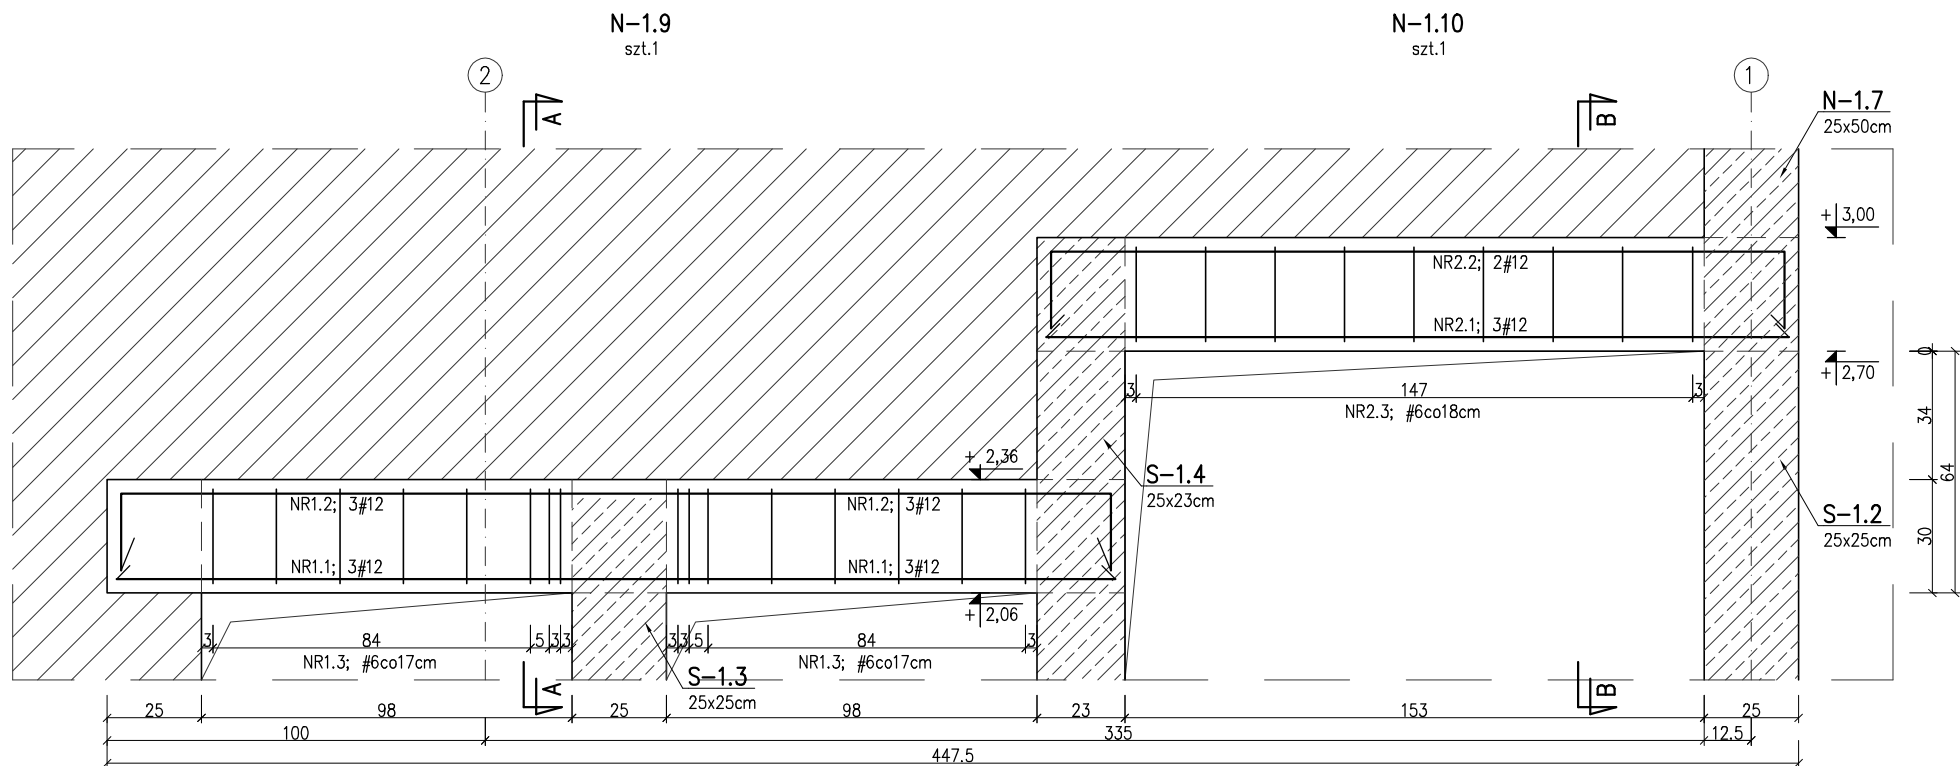 N-1.9
szt.1
N-1.10
szt.1
2
1
A
B
N-1.7
25x50cm
+ 3,00
NR2.2; 2#12
NR2.1; 3#12
+ 2,70
0
3
147
3
NR2.3; #6co18cm
34
64
30
+ 2,36
S-1.4
25x23cm
NR1.2; 3#12
NR1.2; 3#12
NR1.1; 3#12
NR1.1; 3#12
S-1.2
25x25cm
+ 2,06
3 84 5 3 3
3 3 5 84 3
NR1.3; #6co17cm
NR1.3; #6co17cm
S-1.3
25x25cm
A
B
25 98 25 98 23 153 25
100 335 12.5
447.5